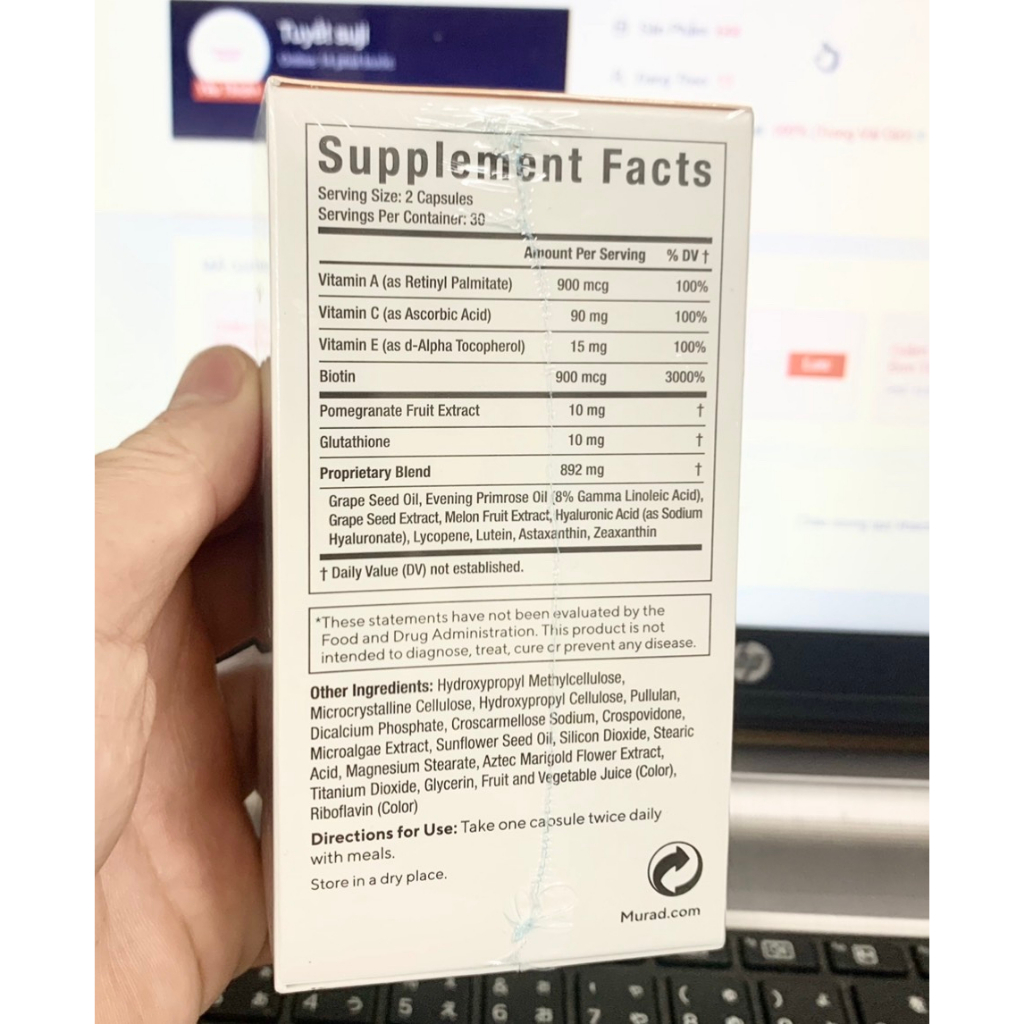 Supplement Facts
Serving Size: 2 Capsules
Servings Per Container: 30
Amount Per Serving % DV †
Vitamin A (as Retinyl Palmitate) 900 mcg 100%
Vitamin C (as Ascorbic Acid) 90 mg 100%
Vitamin E (as d-Alpha Tocopherol) 15 mg 100%
Biotin 900 mcg 3000%
Pomegranate Fruit Extract 10 mg †
Glutathione 10 mg †
Proprietary Blend 892 mg †
Grape Seed Oil, Evening Primrose Oil (8% Gamma Linoleic Acid),
Grape Seed Extract, Melon Fruit Extract, Hyaluronic Acid (as Sodium
Hyaluronate), Lycopene, Lutein, Astaxanthin, Zeaxanthin
† Daily Value (DV) not established.
*These statements have not been evaluated by the
Food and Drug Administration. This product is not
intended to diagnose, treat, cure or prevent any disease.
Other Ingredients: Hydroxypropyl Methylcellulose,
Microcrystalline Cellulose, Hydroxypropyl Cellulose, Pullulan,
Dicalcium Phosphate, Croscarmellose Sodium, Crospovidone,
Microalgae Extract, Sunflower Seed Oil, Silicon Dioxide, Stearic
Acid, Magnesium Stearate, Aztec Marigold Flower Extract,
Titanium Dioxide, Glycerin, Fruit and Vegetable Juice (Color),
Riboflavin (Color)
Directions for Use: Take one capsule twice daily
with meals.
Store in a dry place.
Murad.com
hp
4 5 6 7 8